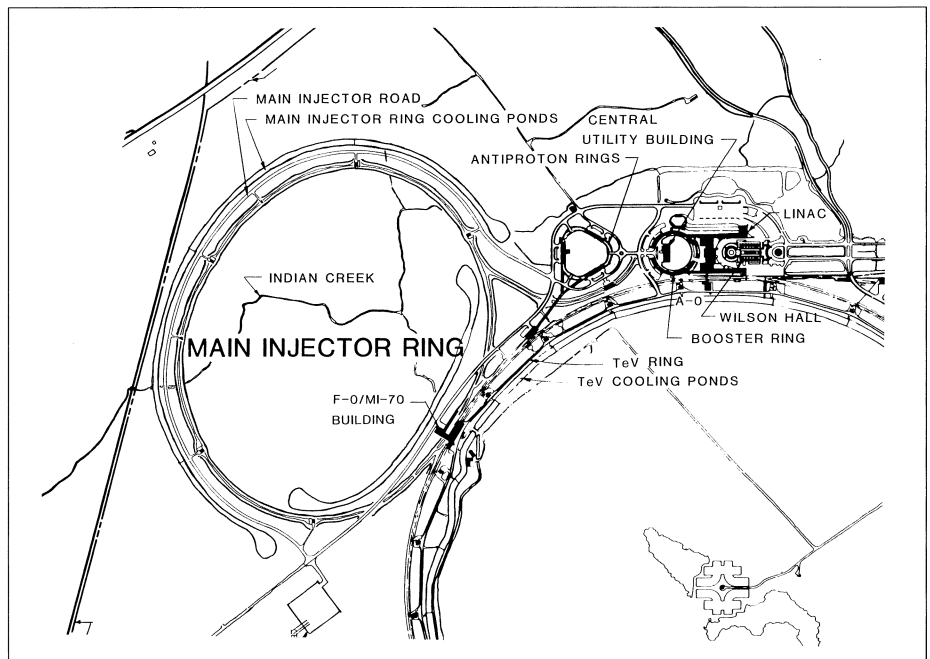 MAIN INJECTOR ROAD
MAIN INJECTOR RING COOLING PONDS
CENTRAL
UTILITY BUILDING
ANTIPROTON RINGS
LINAC
INDIAN CREEK
A-0
WILSON HALL
BOOSTER RING
MAIN INJECTOR RING
TeV RING
TeV COOLING PONDS
F-0/MI-70
BUILDING